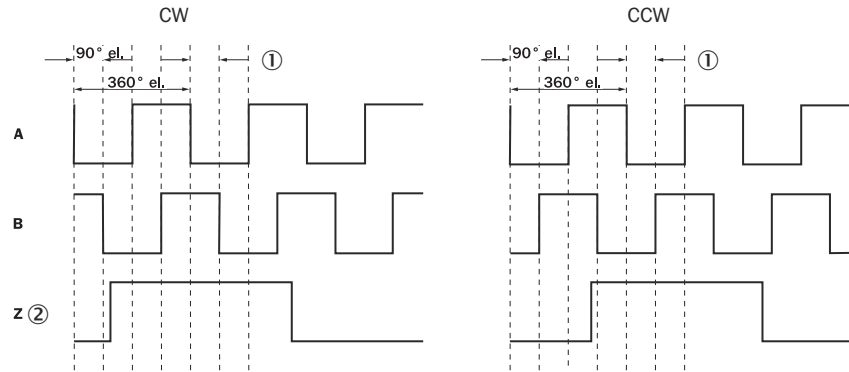 CW CCW
90° el. ① 90° el. ①
360° el. 360° el.
A
B
Z ②